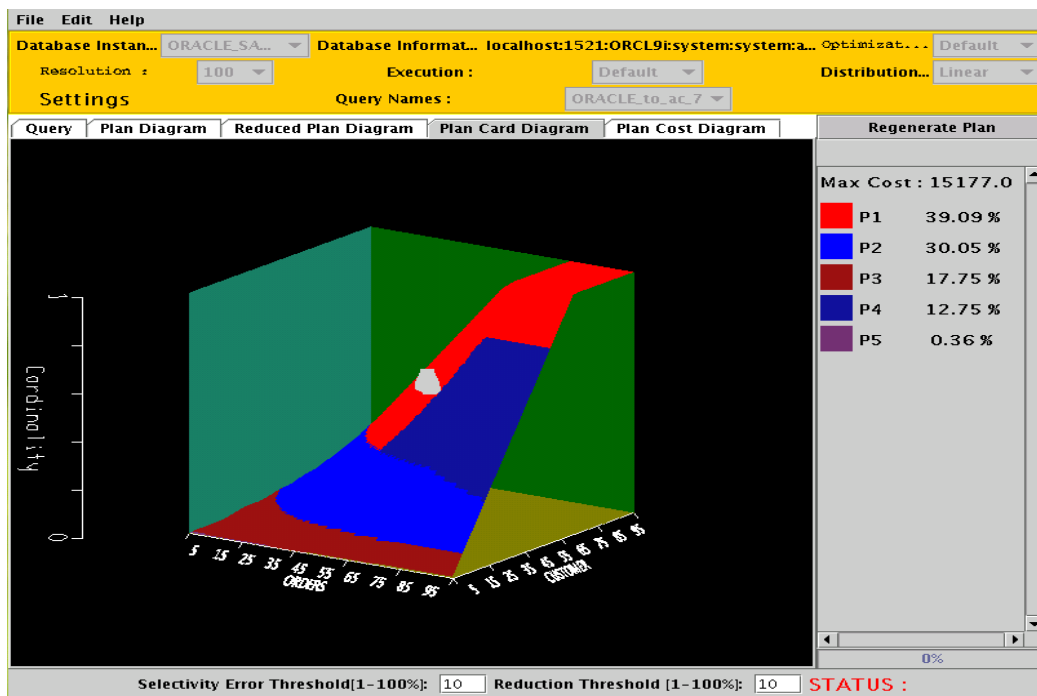 File Edit Help
Database Instan... ORACLE_SA... Database Informat... localhost:1521:ORCL9i:system:system:a... Optimizat... Default
Resolution : 100 Execution : Default Distribution... Linear
Settings Query Names : ORACLE_to_ac_7
Query Plan Diagram Reduced Plan Diagram Plan Card Diagram Plan Cost Diagram Regenerate Plan
Max Cost : 15177.0
P1 39.09 %
P2 30.05 %
P3 17.75 %
P4 12.75 %
P5 0.36 %
1
Cardinality
0
5 15 25 35 45 55 65 75 85 95
ORDERS
5 15 25 35 45 55 65 75 85 95
CUSTOMER
0%
Selectivity Error Threshold[1-100%]: 10 Reduction Threshold [1-100%]: 10 STATUS :